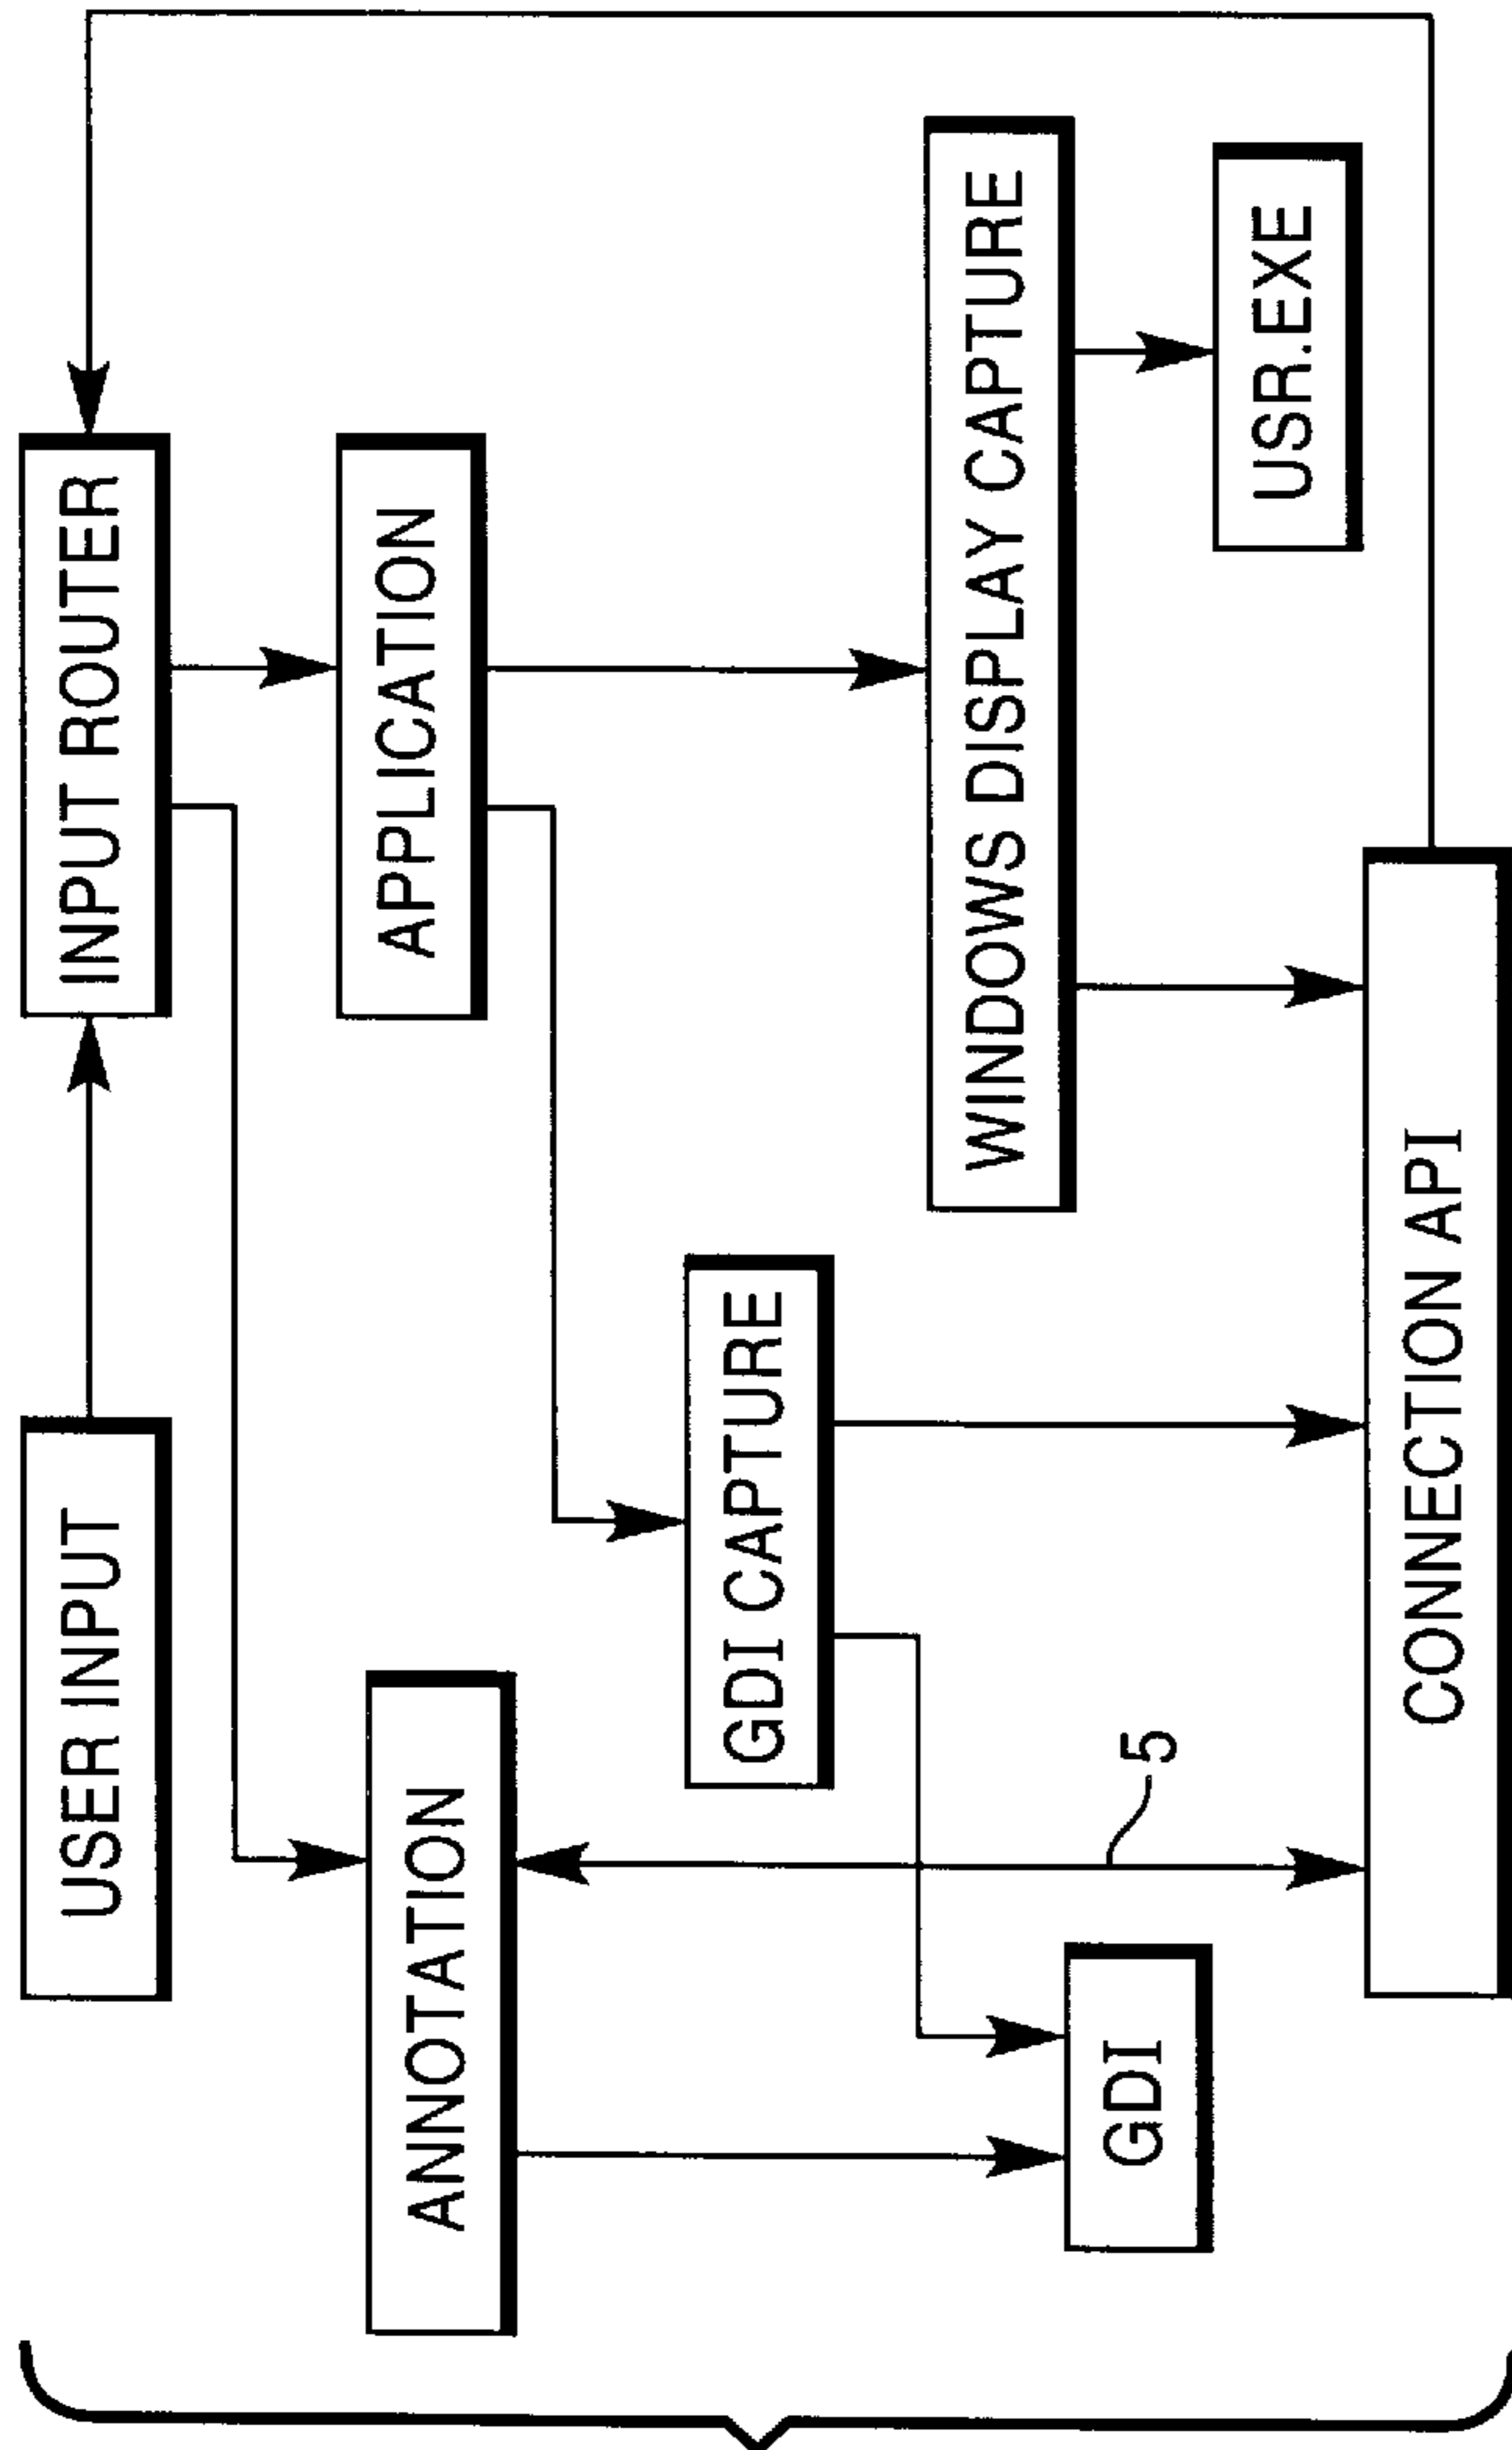 USER INPUT
INPUT ROUTER
ANNOTATION
APPLICATION
GDI CAPTURE
WINDOWS DISPLAY CAPTURE
GDI
5
USR.EXE
CONNECTION API